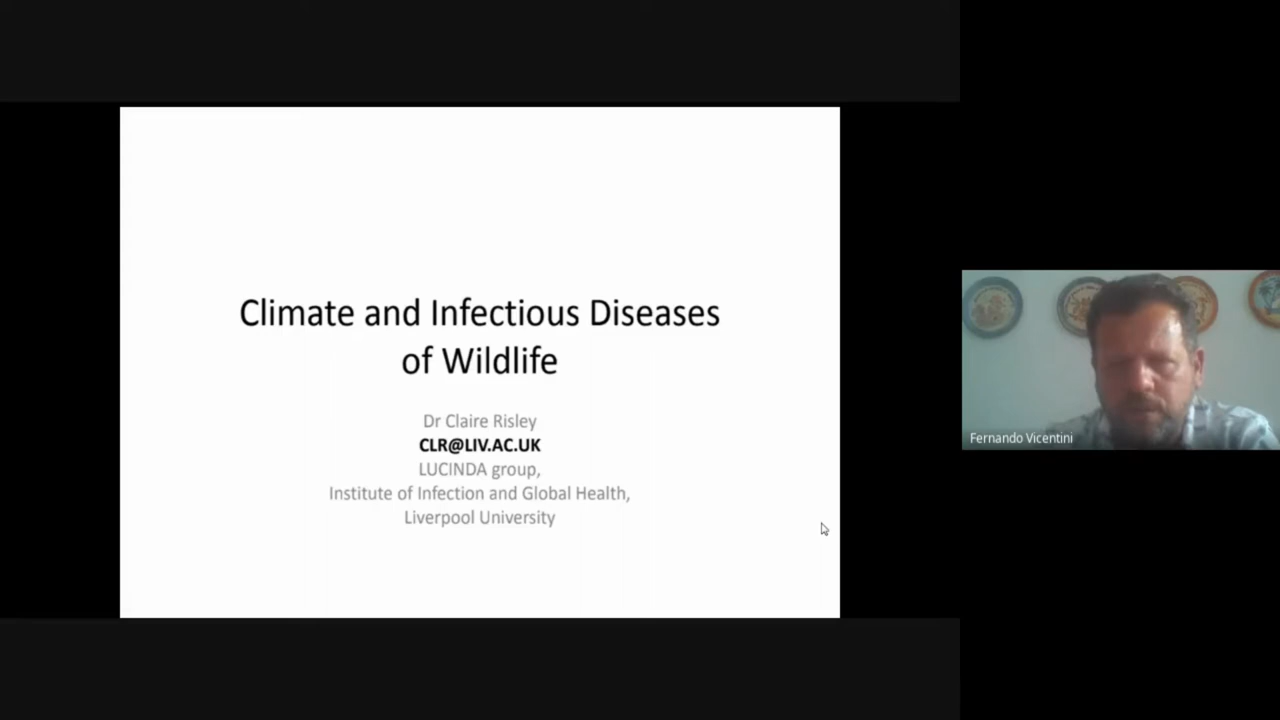 Climate and Infectious Diseases
of Wildlife
Dr Claire Risley
CLR@LIV.AC.UK
LUCINDA group,
Institute of Infection and Global Health,
Liverpool University
Fernando Vicentini